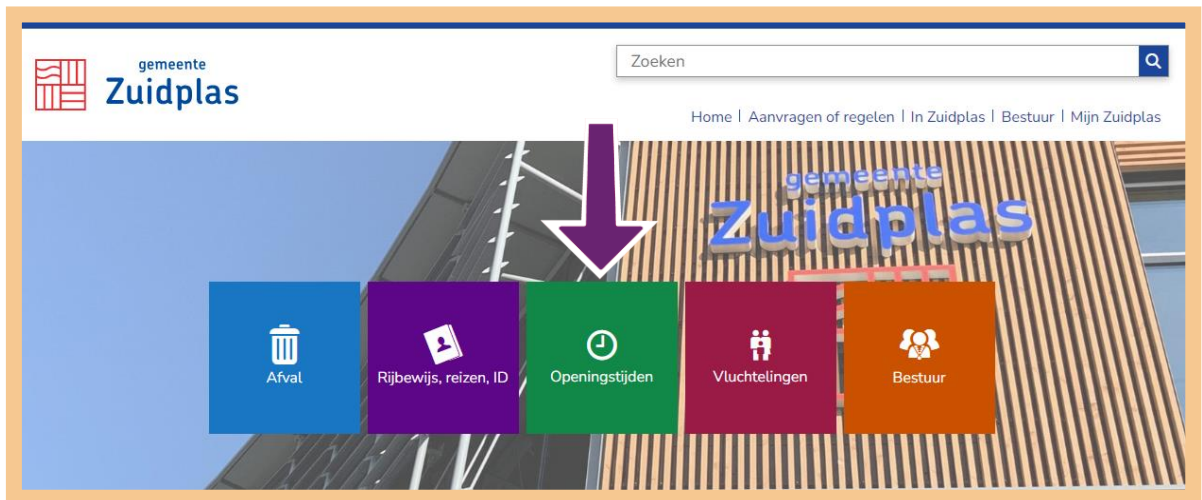 gemeente
Zuidplas
Zoeken
Home | Aanvragen of regelen | In Zuidplas | Bestuur | Mijn Zuidplas
gemeente
Zuidplas
Afval
Rijbewijs, reizen, ID
Openingstijden
Vluchtelingen
Bestuur